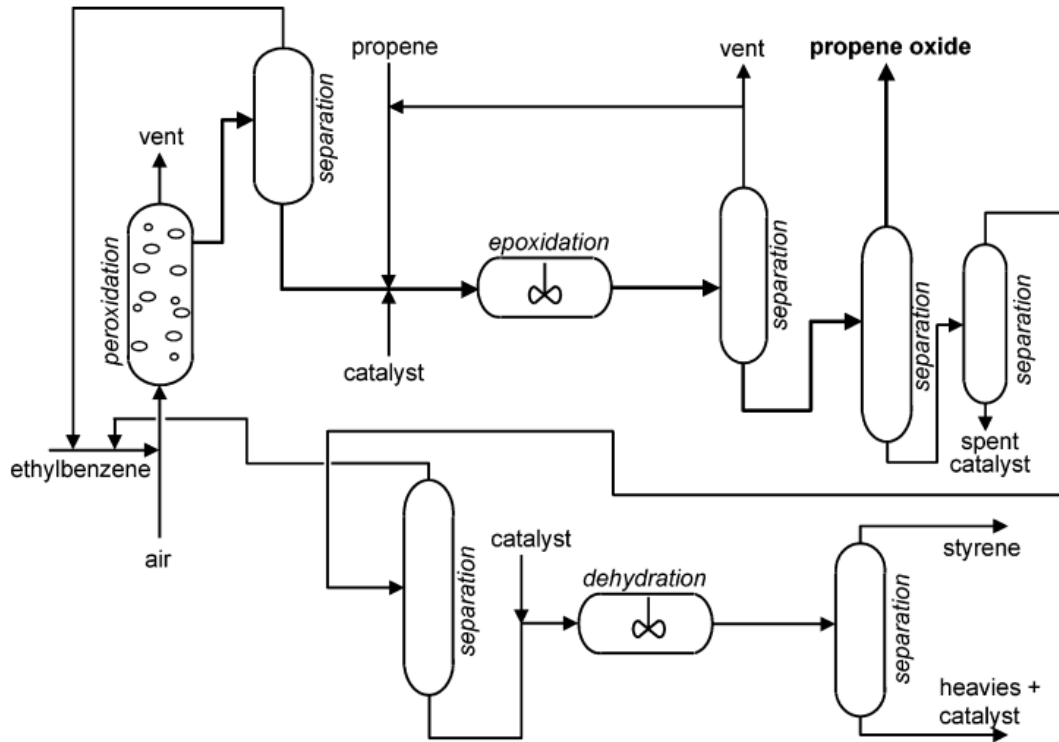 propene
vent
propene oxide
separation
vent
peroxidation
epoxidation
separation
separation
separation
catalyst
spent
catalyst
ethylbenzene
air
catalyst
dehydration
styrene
separation
separation
heavies +
catalyst